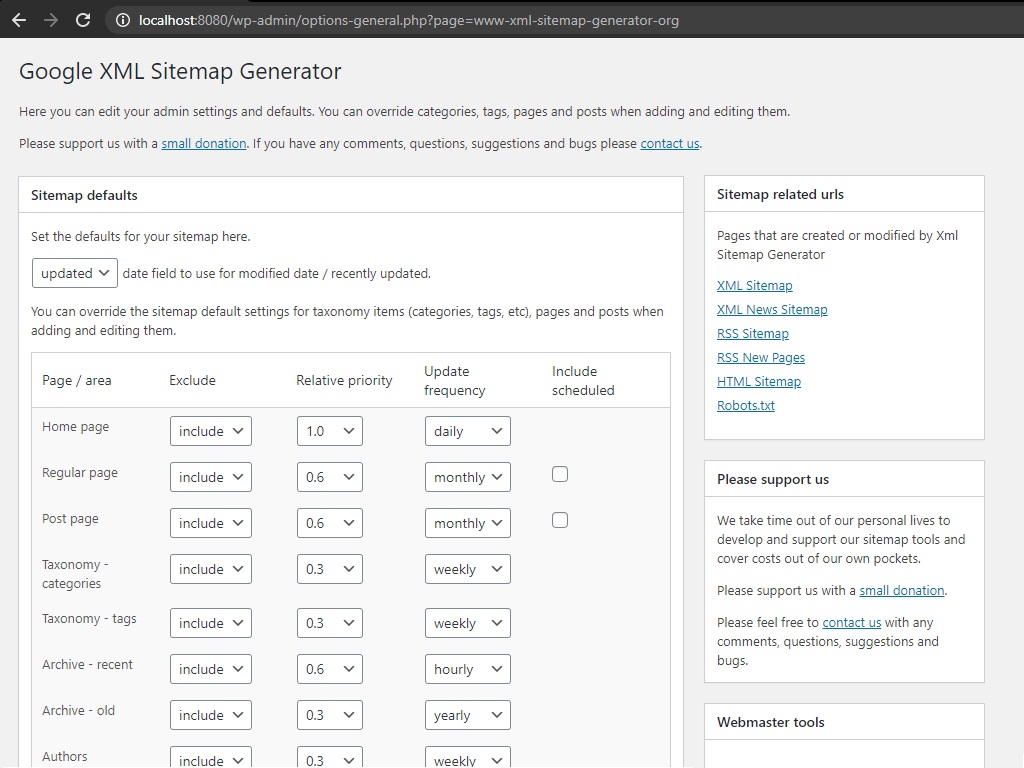 localhost:8080/wp-admin/options-general.php?page=www-xml-sitemap-generator-org
Google XML Sitemap Generator
Here you can edit your admin settings and defaults. You can override categories, tags, pages and posts when adding and editing them.
Please support us with a small donation. If you have any comments, questions, suggestions and bugs please contact us.
Sitemap defaults
Set the defaults for your sitemap here.
updated date field to use for modified date / recently updated.
You can override the sitemap default settings for taxonomy items (categories, tags, etc), pages and posts when
adding and editing them.
Page / area Exclude Relative priority Update frequency Include scheduled
Home page include 1.0 daily
Regular page include 0.6 monthly
Post page include 0.6 monthly
Taxonomy - categories include 0.3 weekly
Taxonomy - tags include 0.3 weekly
Archive - recent include 0.6 hourly
Archive - old include 0.3 yearly
Authors include 0.3 weekly
Sitemap related urls
Pages that are created or modified by Xml
Sitemap Generator
XML Sitemap
XML News Sitemap
RSS Sitemap
RSS New Pages
HTML Sitemap
Robots.txt
Please support us
We take time out of our personal lives to
develop and support our sitemap tools and
cover costs out of our own pockets.
Please support us with a small donation.
Please feel free to contact us with any
comments, questions, suggestions and
bugs.
Webmaster tools